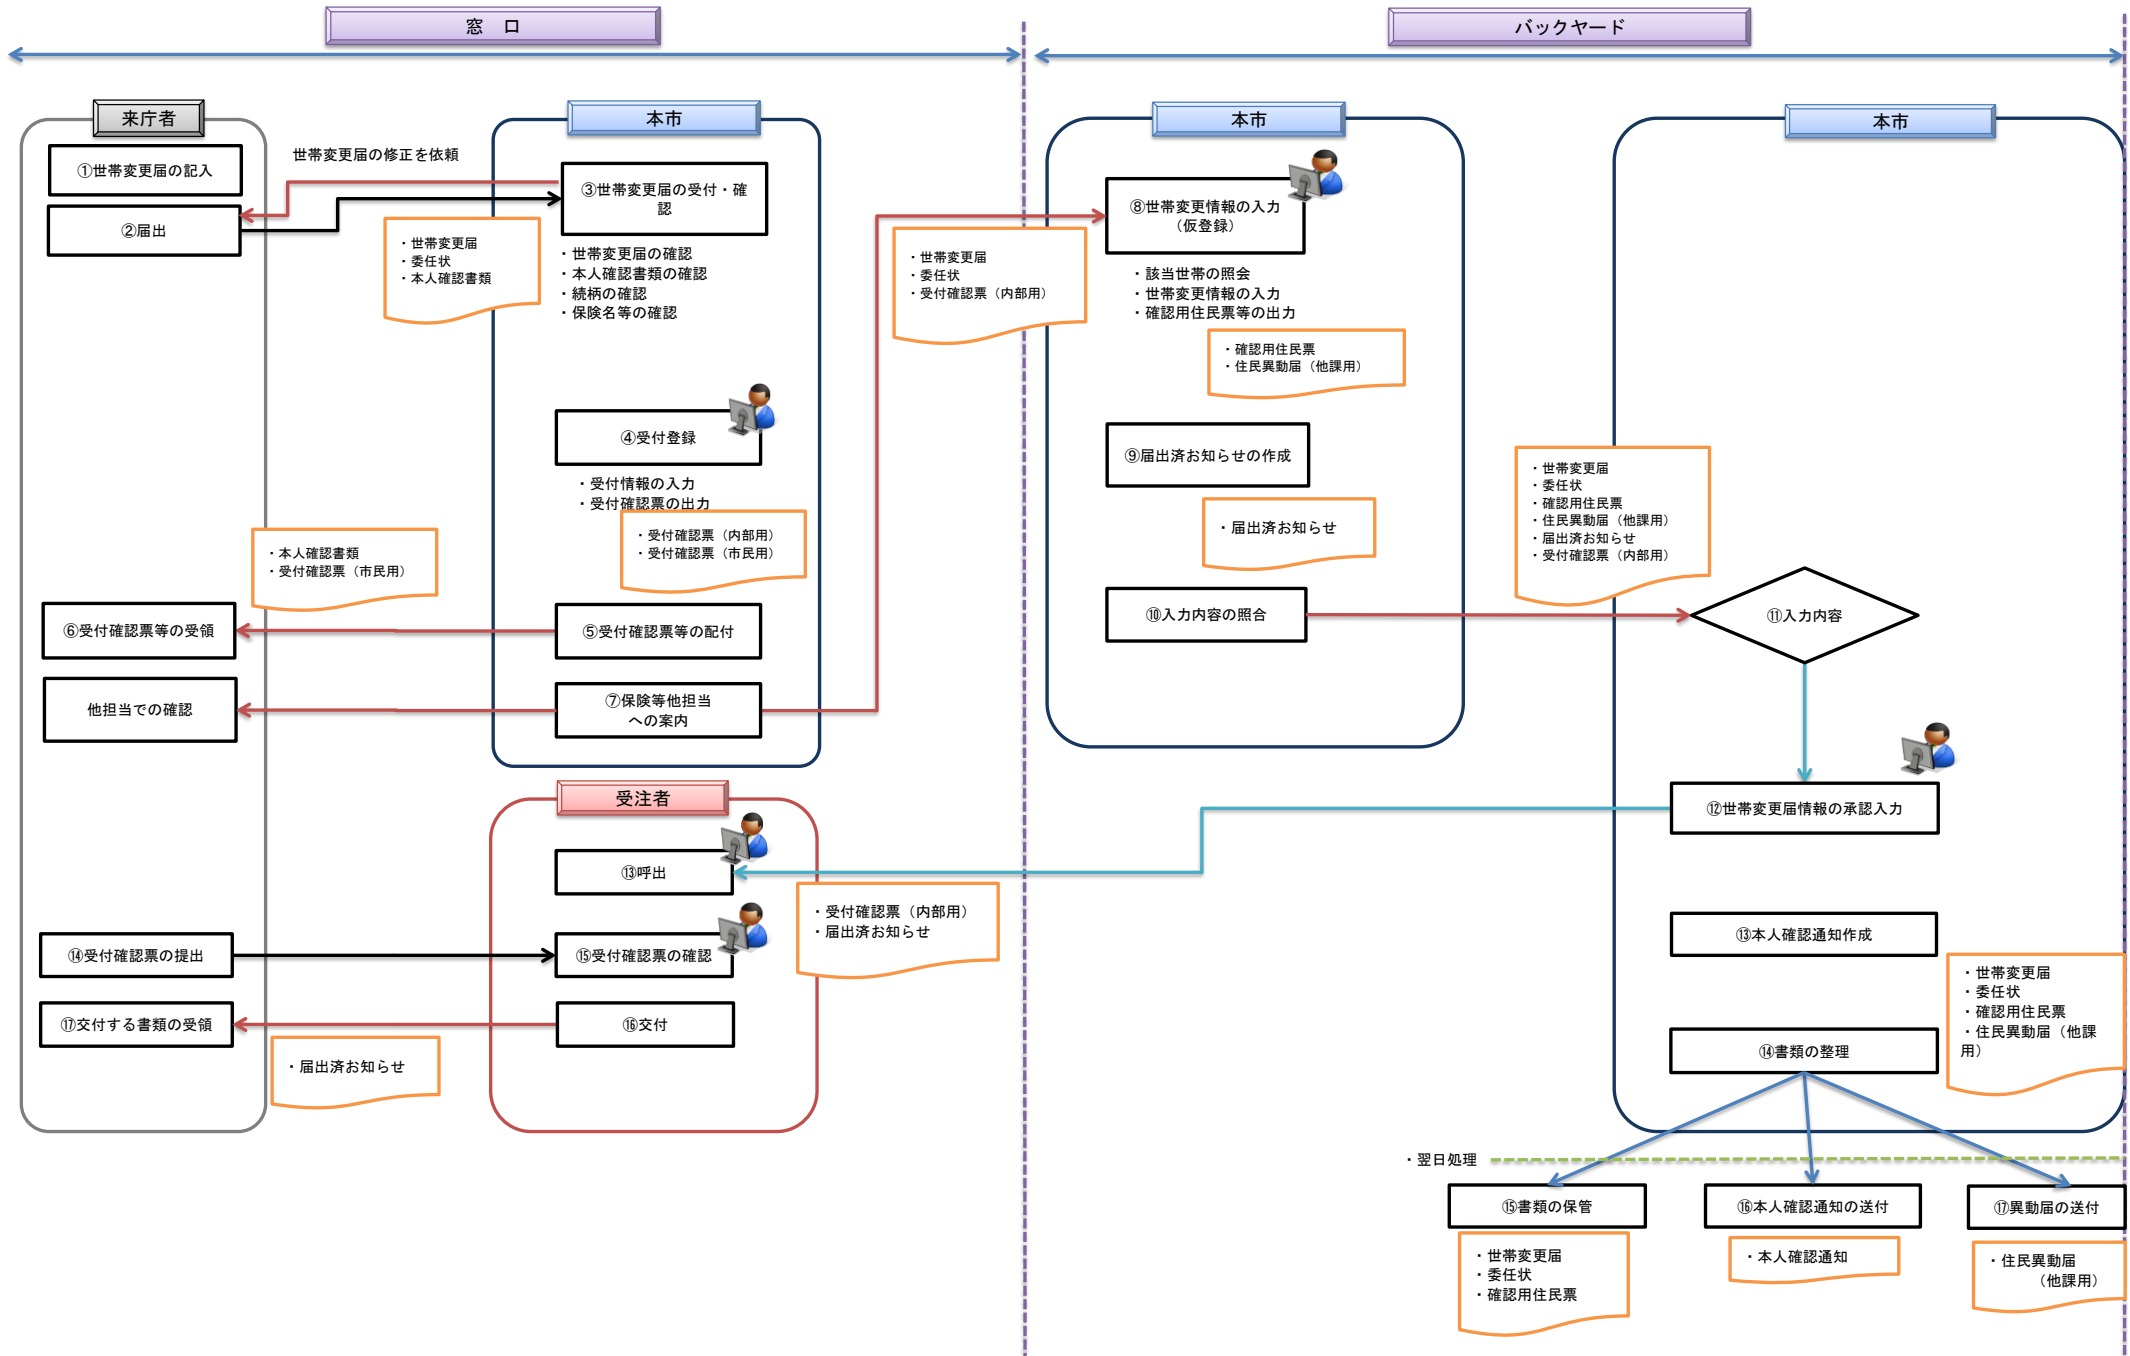 窓　口
バックヤード
来庁者
本市
本市
本市
①世帯変更届の記入
世帯変更届の修正を依頼
②届出
③世帯変更届の受付・確
認
・世帯変更届
・委任状
・本人確認書類
・世帯変更届の確認
・本人確認書類の確認
・続柄の確認
・保険名等の確認
④受付登録
・受付情報の入力
・受付確認票の出力
・受付確認票（内部用）
・受付確認票（市民用）
・本人確認書類
・受付確認票（市民用）
⑥受付確認票等の受領
⑤受付確認票等の配付
他担当での確認
⑦保険等他担当
への案内
・世帯変更届
・委任状
・受付確認票（内部用）
⑧世帯変更情報の入力
（仮登録）
・該当世帯の照会
・世帯変更情報の入力
・確認用住民票等の出力
・確認用住民票
・住民異動届（他課用）
⑨届出済お知らせの作成
・届出済お知らせ
⑩入力内容の照合
・世帯変更届
・委任状
・確認用住民票
・住民異動届（他課用）
・届出済お知らせ
・受付確認票（内部用）
⑪入力内容
⑫世帯変更届情報の承認入力
受注者
⑬呼出
・受付確認票（内部用）
・届出済お知らせ
⑭受付確認票の提出
⑮受付確認票の確認
⑰交付する書類の受領
⑯交付
・届出済お知らせ
⑬本人確認通知作成
・世帯変更届
・委任状
・確認用住民票
・住民異動届（他課
用）
⑭書類の整理
・翌日処理
⑮書類の保管
⑯本人確認通知の送付
⑰異動届の送付
・世帯変更届
・委任状
・確認用住民票
・本人確認通知
・住民異動届
（他課用）